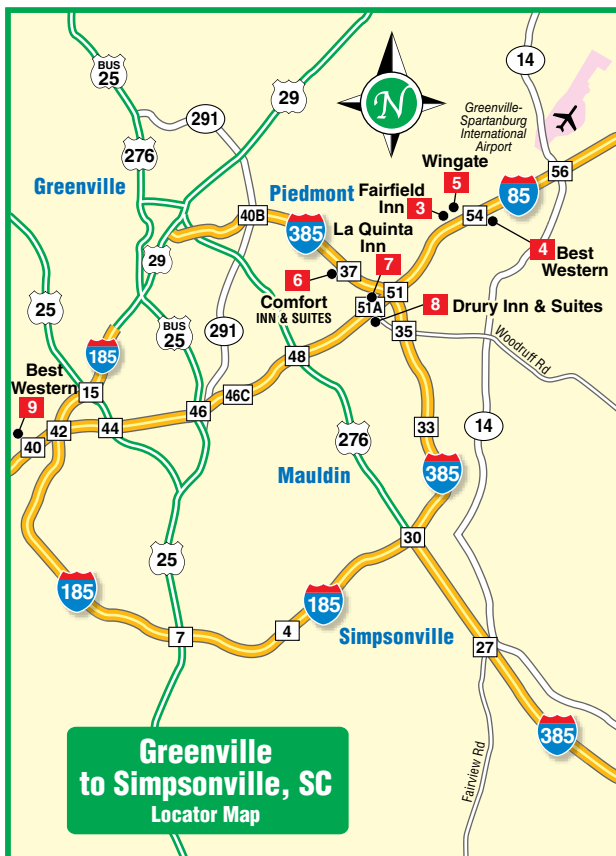 BUS
25
29
14
291
276
Greenville-
Spartanburg
International
Airport
Wingate
5
56
Greenville
Piedmont
Fairfield
Inn
3
54
85
40B
385
La Quinta
Inn
4
Best
Western
29
6
37
7
51
Comfort
INN & SUITES
51A
8
Drury Inn & Suites
25
BUS
25
291
35
Woodruff Rd
185
48
Best
Western
9
15
46C
46
14
40
42
44
276
33
Mauldin
385
30
25
185
185
7
4
Simpsonville
27
385
Fairview Rd
Greenville
to Simpsonville, SC
Locator Map
N